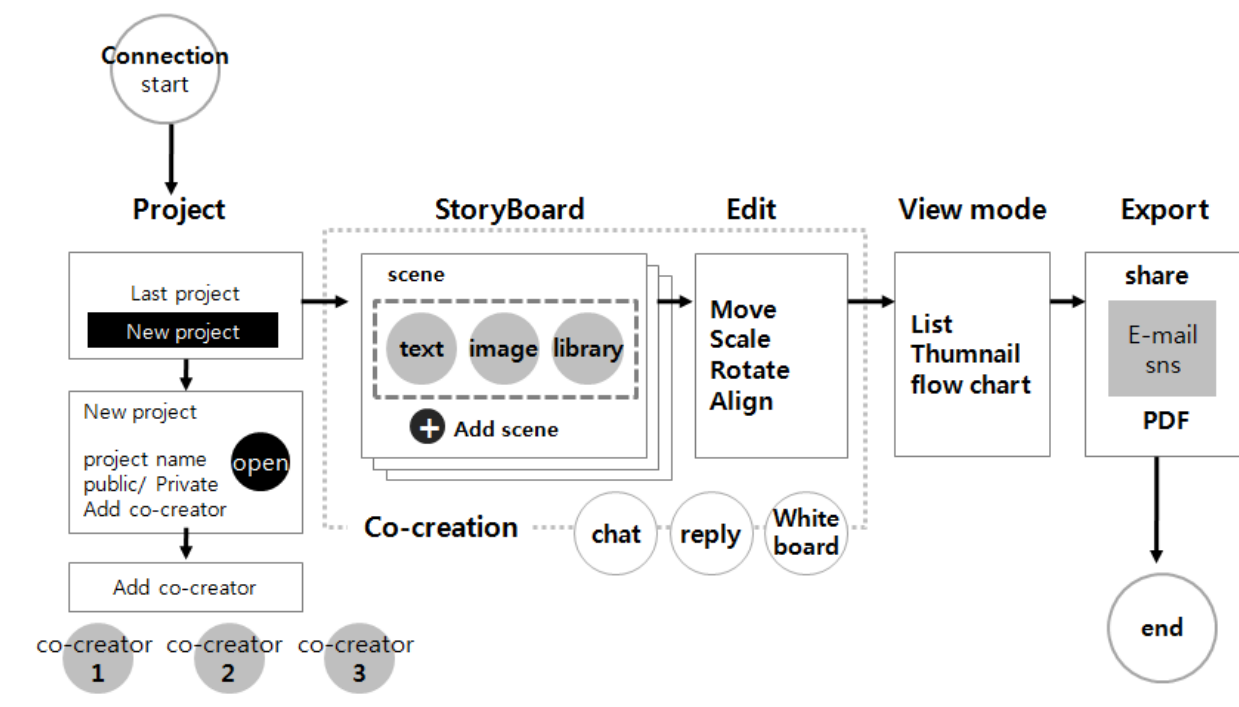 Connection
start
Project
Last project
New project
New project
project name
public/ Private
Add co-creator
open
Add co-creator
co-creator
1
co-creator
2
co-creator
3
StoryBoard
scene
text
image
library
+
Add scene
Edit
Move
Scale
Rotate
Align
Co-creation
chat
reply
White
board
View mode
List
Thumnail
flow chart
Export
share
E-mail
sns
PDF
end